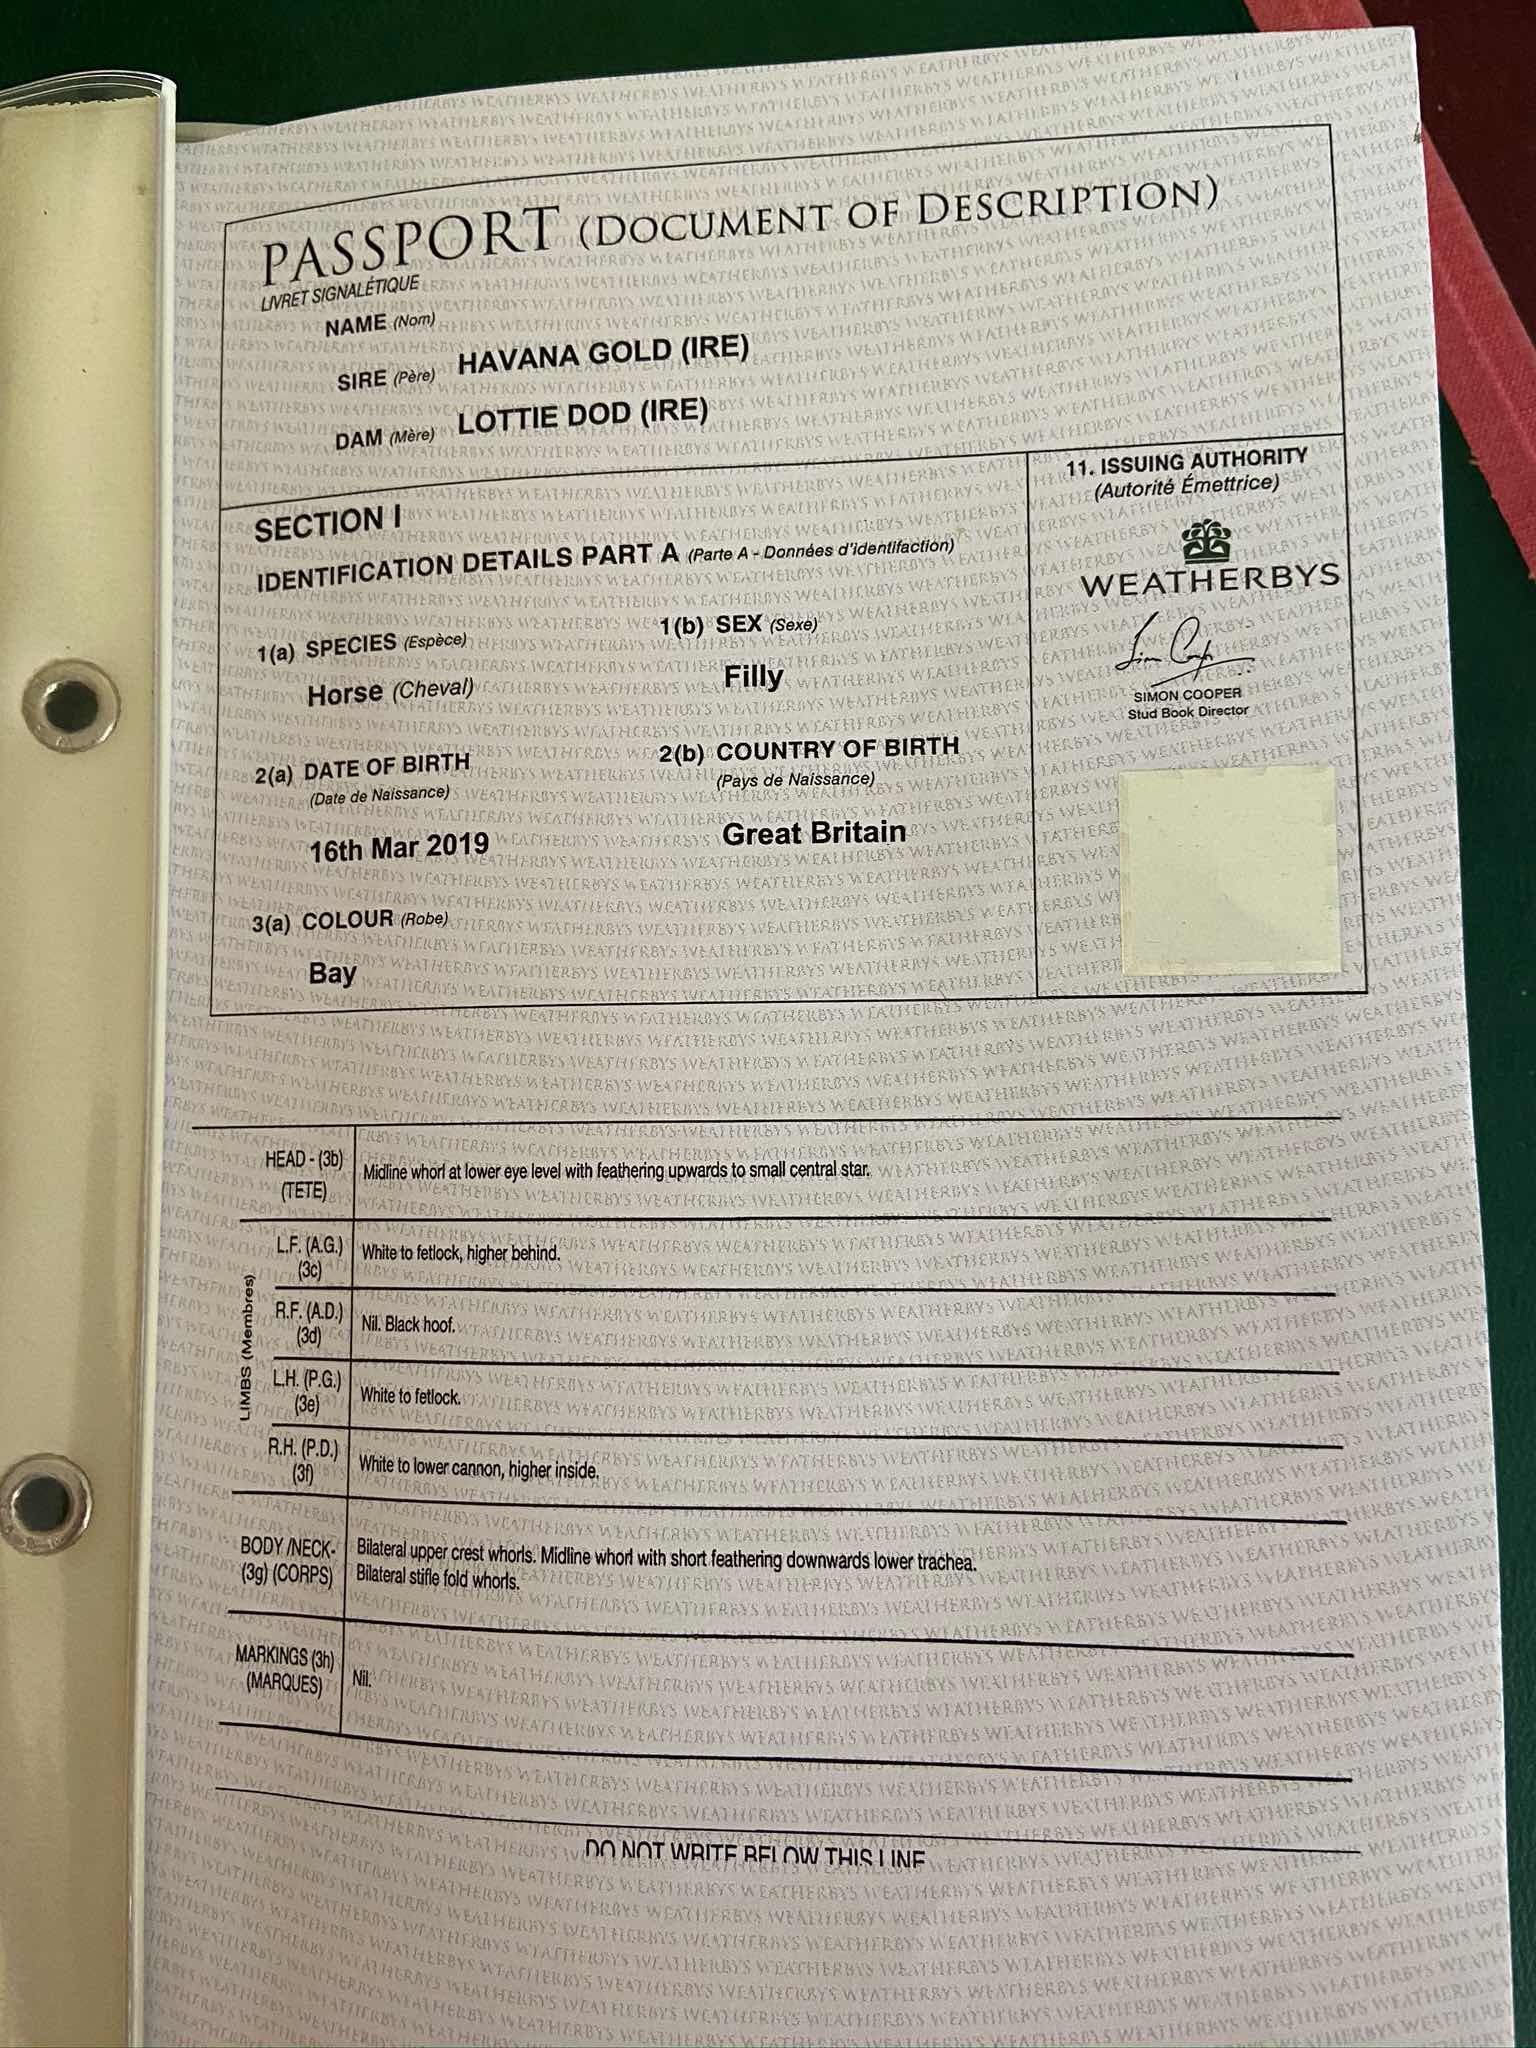 PASSPORT (DOCUMENT OF DESCRIPTION)
LIVRET SIGNALÉTIQUE
NAME (Nom)
SIRE (Père) HAVANA GOLD (IRE)
DAM (Mère) LOTTIE DOD (IRE)
SECTION I
IDENTIFICATION DETAILS PART A (Parte A - Données d'identifaction)
1(a) SPECIES (Espèce)
Horse (Cheval)
1(b) SEX (Sexe)
Filly
2(a) DATE OF BIRTH
(Date de Naissance)
16th Mar 2019
2(b) COUNTRY OF BIRTH
(Pays de Naissance)
Great Britain
3(a) COLOUR (Robe)
Bay
11. ISSUING AUTHORITY
(Autorité Émettrice)
WEATHERBYS
SIMON COOPER
Stud Book Director
HEAD - (3b)
(TETE)
Midline whorl at lower eye level with feathering upwards to small central star.
LIMBS (Membres)
L.F. (A.G.)
(3c)
White to fetlock, higher behind.
R.F. (A.D.)
(3d)
Nil. Black hoof.
L.H. (P.G.)
(3e)
White to fetlock.
R.H. (P.D.)
(3f)
White to lower cannon, higher inside.
BODY /NECK-
(3g) (CORPS)
Bilateral upper crest whorls. Midline whorl with short feathering downwards lower trachea.
Bilateral stifle fold whorls.
MARKINGS (3h)
(MARQUES)
Nil.
DO NOT WRITE BELOW THIS LINE